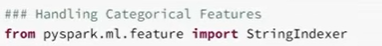 ### Handling Categorical Features
from pyspark.ml.feature import StringIndexer